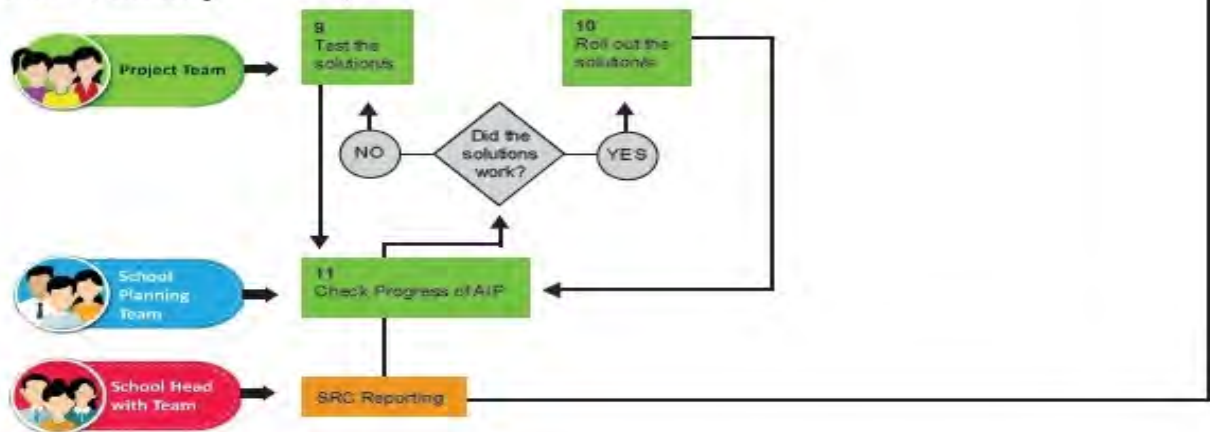 Project Team
9
Test the
solution/s
10
Roll out the
solution/s
NO
Did the
solutions
work?
YES
School
Planning
Team
11
Check Progress of AIP
School Head
with Team
SRC Reporting